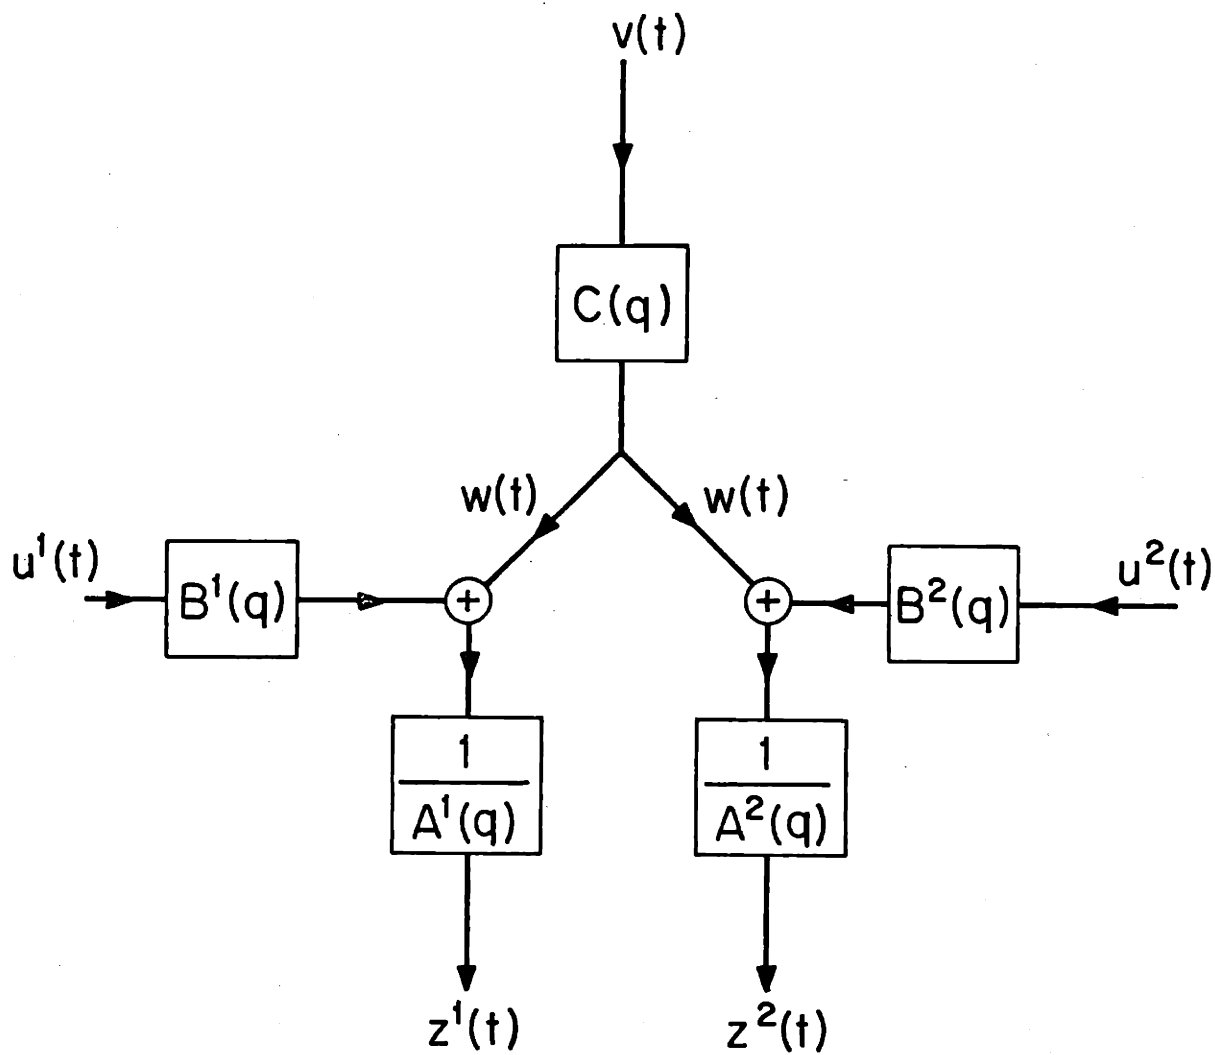 v(t)
C(q)
w(t) w(t)
u¹(t) B¹(q) + + B²(q) u²(t)
1 1
A¹(q) A²(q)
z¹(t) z²(t)